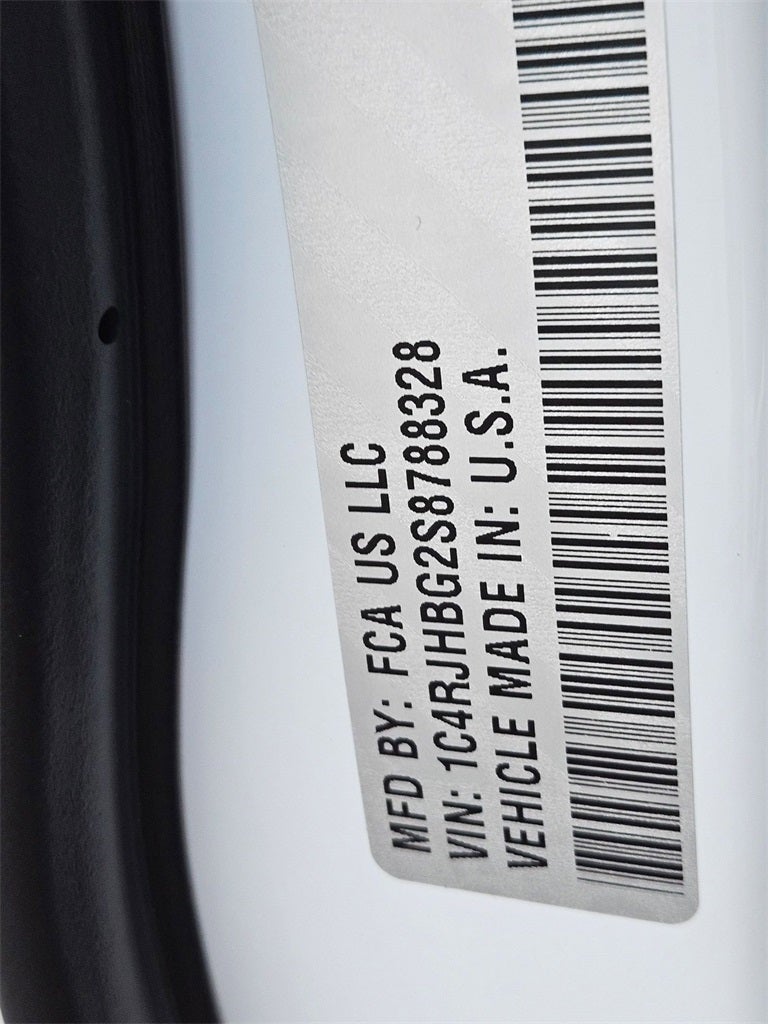 MFD BY: FCA US LLC
VIN: 1C4RJHBG2S8788328
VEHICLE MADE IN: U.S.A.